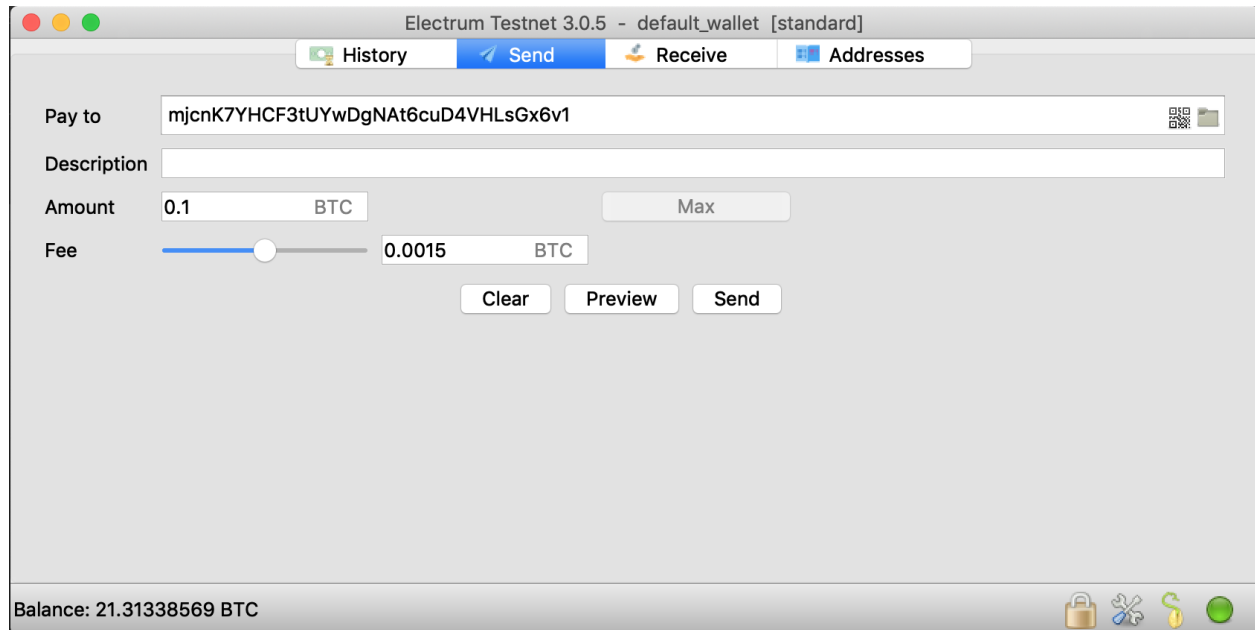 Electrum Testnet 3.0.5 - default_wallet [standard]
History Send Receive Addresses
Pay to mjcnK7YHCF3tUYwDgNAt6cuD4VHLsGx6v1
Description
Amount 0.1 BTC Max
Fee 0.0015 BTC
Clear Preview Send
Balance: 21.31338569 BTC